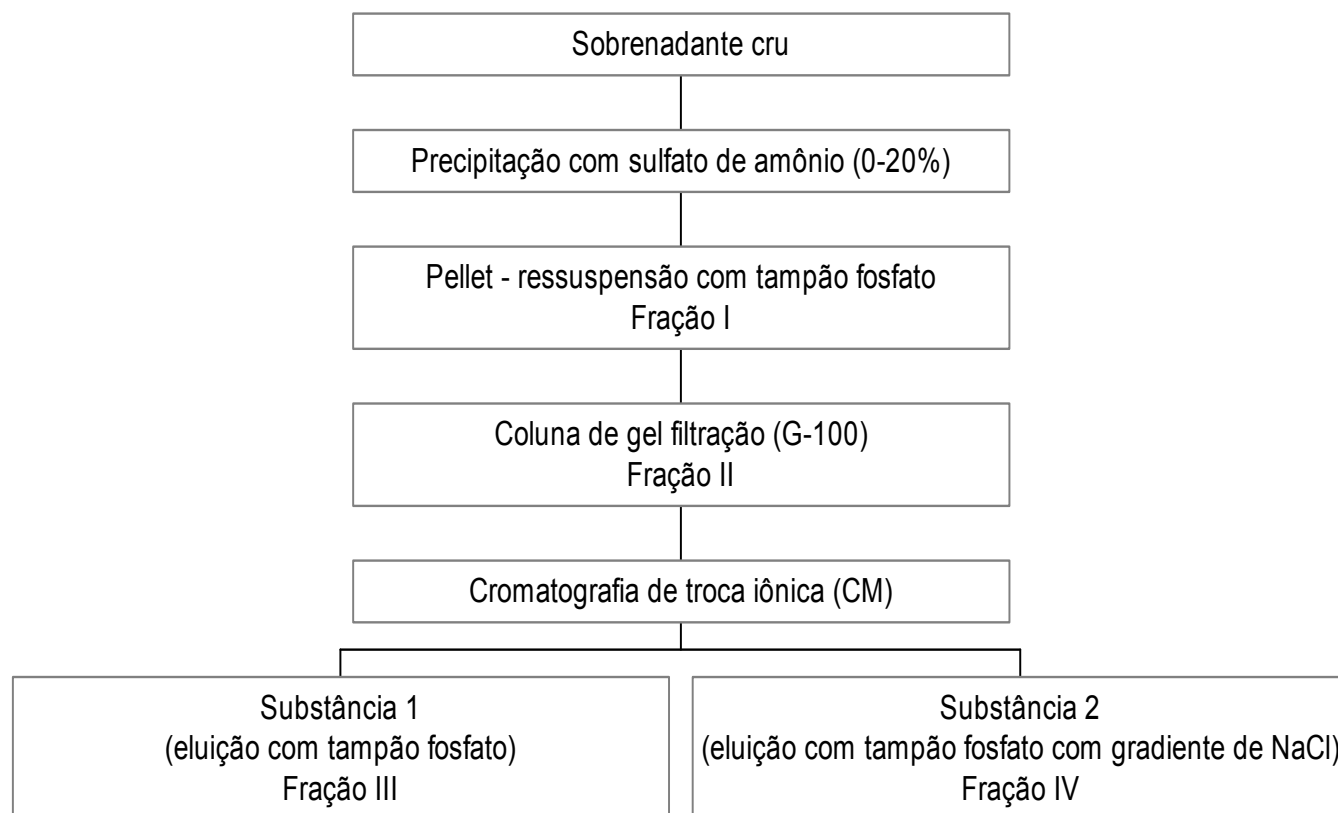 Sobrenadante cru
Precipitação com sulfato de amônio (0-20%)
Pellet - ressuspensão com tampão fosfato
Fração I
Coluna de gel filtração (G-100)
Fração II
Cromatografia de troca iônica (CM)
Substância 1
(eluição com tampão fosfato)
Fração III
Substância 2
(eluição com tampão fosfato com gradiente de NaCl)
Fração IV